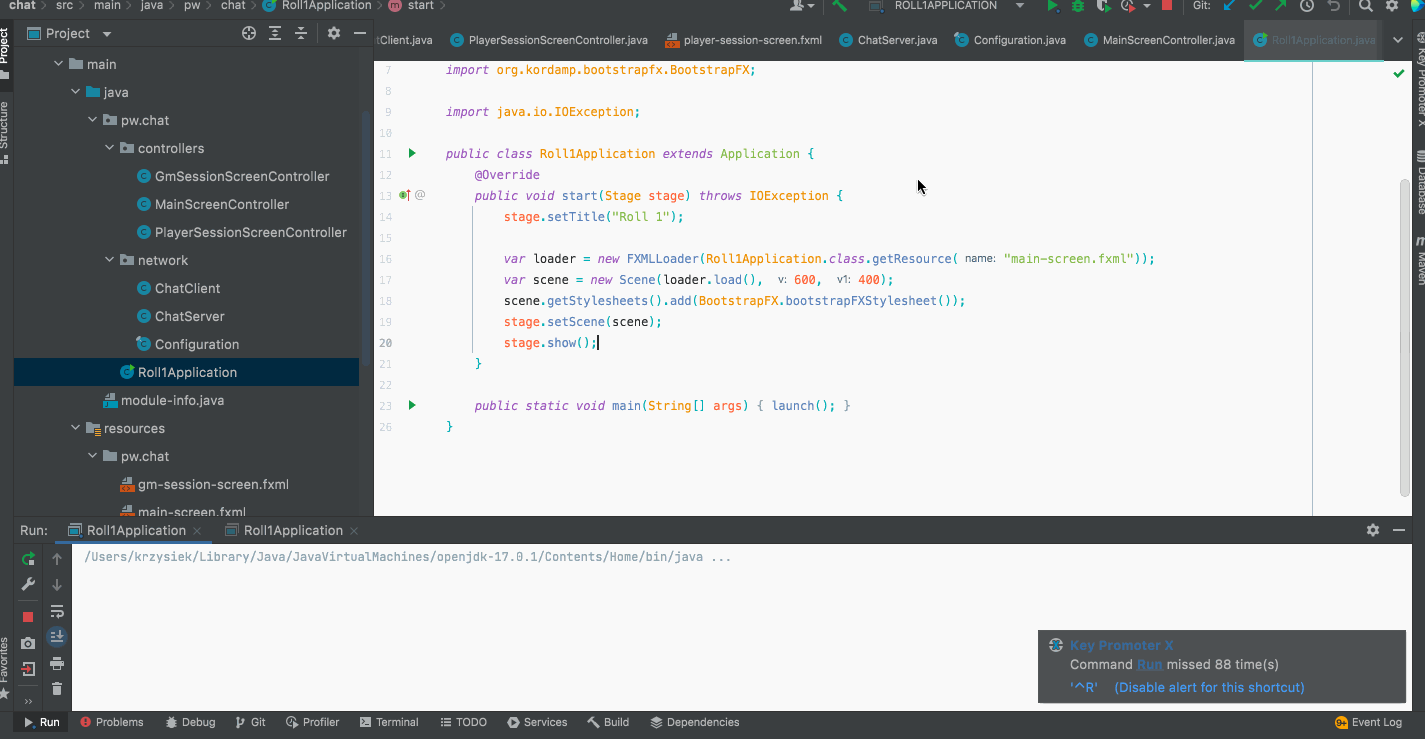 chat › src › main › java › pw › chat › Roll1Application › m start ›
ROLL1APPLICATION
Git:
Project
tClient.java PlayerSessionScreenController.java player-session-screen.fxml ChatServer.java Configuration.java MainScreenController.java Roll1Application.java
Project
Structure
Favorites
main
java
pw.chat
controllers
GmSessionScreenController
MainScreenController
PlayerSessionScreenController
network
ChatClient
ChatServer
Configuration
Roll1Application
module-info.java
resources
pw.chat
gm-session-screen.fxml
main-screen.fxml
7 import org.kordamp.bootstrapfx.BootstrapFX;
8
9 import java.io.IOException;
10
11 public class Roll1Application extends Application {
12 @Override
13 @ public void start(Stage stage) throws IOException {
14 stage.setTitle("Roll 1");
15
16 var loader = new FXMLLoader(Roll1Application.class.getResource( name: "main-screen.fxml"));
17 var scene = new Scene(loader.load(), v: 600, v1: 400);
18 scene.getStylesheets().add(BootstrapFX.bootstrapFXStylesheet());
19 stage.setScene(scene);
20 stage.show();
21 }
22
23 public static void main(String[] args) { launch(); }
26 }
Key Promoter X
Database
Maven
Run: Roll1Application × Roll1Application ×
/Users/krzysiek/Library/Java/JavaVirtualMachines/openjdk-17.0.1/Contents/Home/bin/java ...
Key Promoter X
Command Run missed 88 time(s)
'^R' (Disable alert for this shortcut)
Run Problems Debug Git Profiler Terminal TODO Services Build Dependencies 9+ Event Log